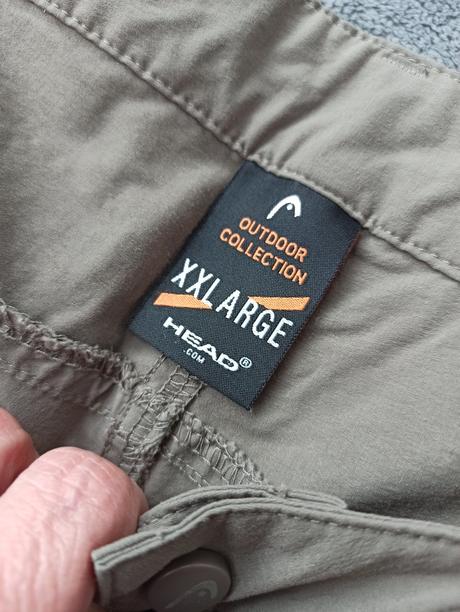 OUTDOOR
COLLECTION
XXLARGE
HEAD®
.COM